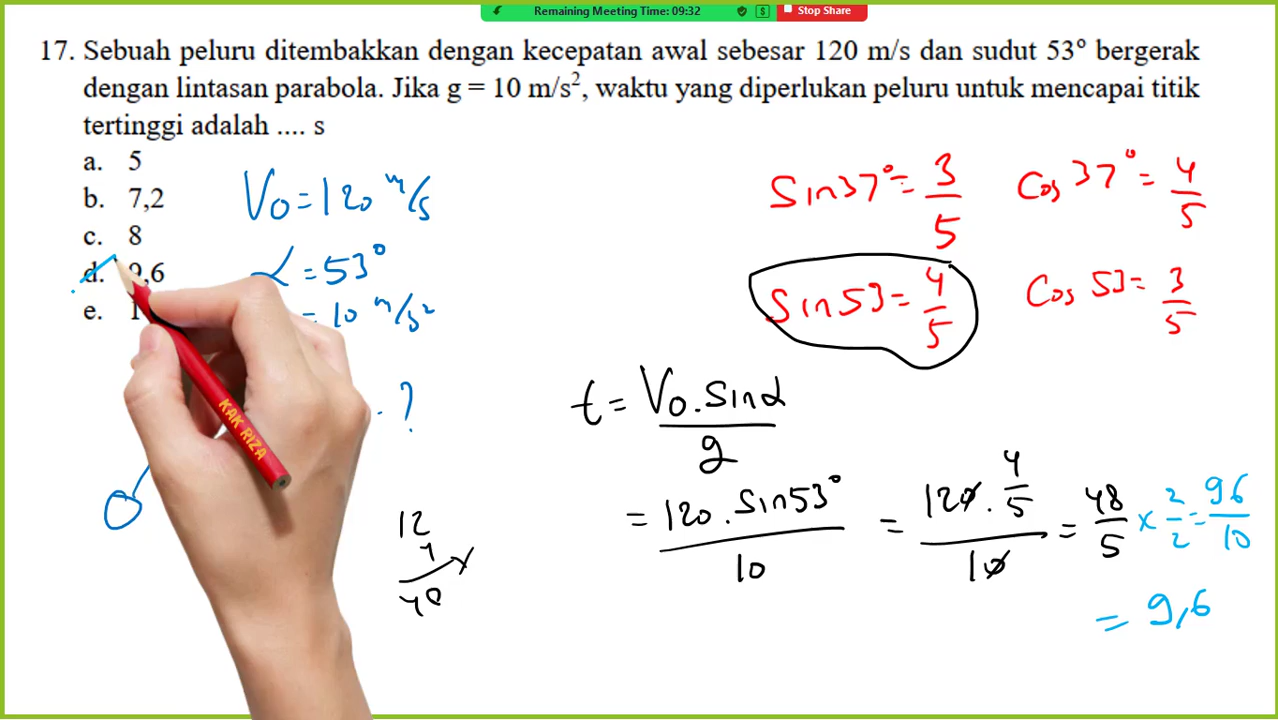 Remaining Meeting Time: 09:32
Stop Share
17. Sebuah peluru ditembakkan dengan kecepatan awal sebesar 120 m/s dan sudut 53° bergerak
dengan lintasan parabola. Jika g = 10 m/s², waktu yang diperlukan peluru untuk mencapai titik
tertinggi adalah .... s
a. 5
b. 7,2
c. 8
d. 9,6
e. 1
V0 = 120 m/s
α = 53°
= 10 m/s²
. ?
Sin 37° = 3/5
Cos 37° = 4/5
Sin 53 = 4/5
Cos 53 = 3/5
t = V0 . Sin α / g
= 120 . Sin 53° / 10 = 120 . 4/5 / 10 = 48/5 × 2/2 = 96/10
= 9,6
12
4 ×
48
KAK RIZA